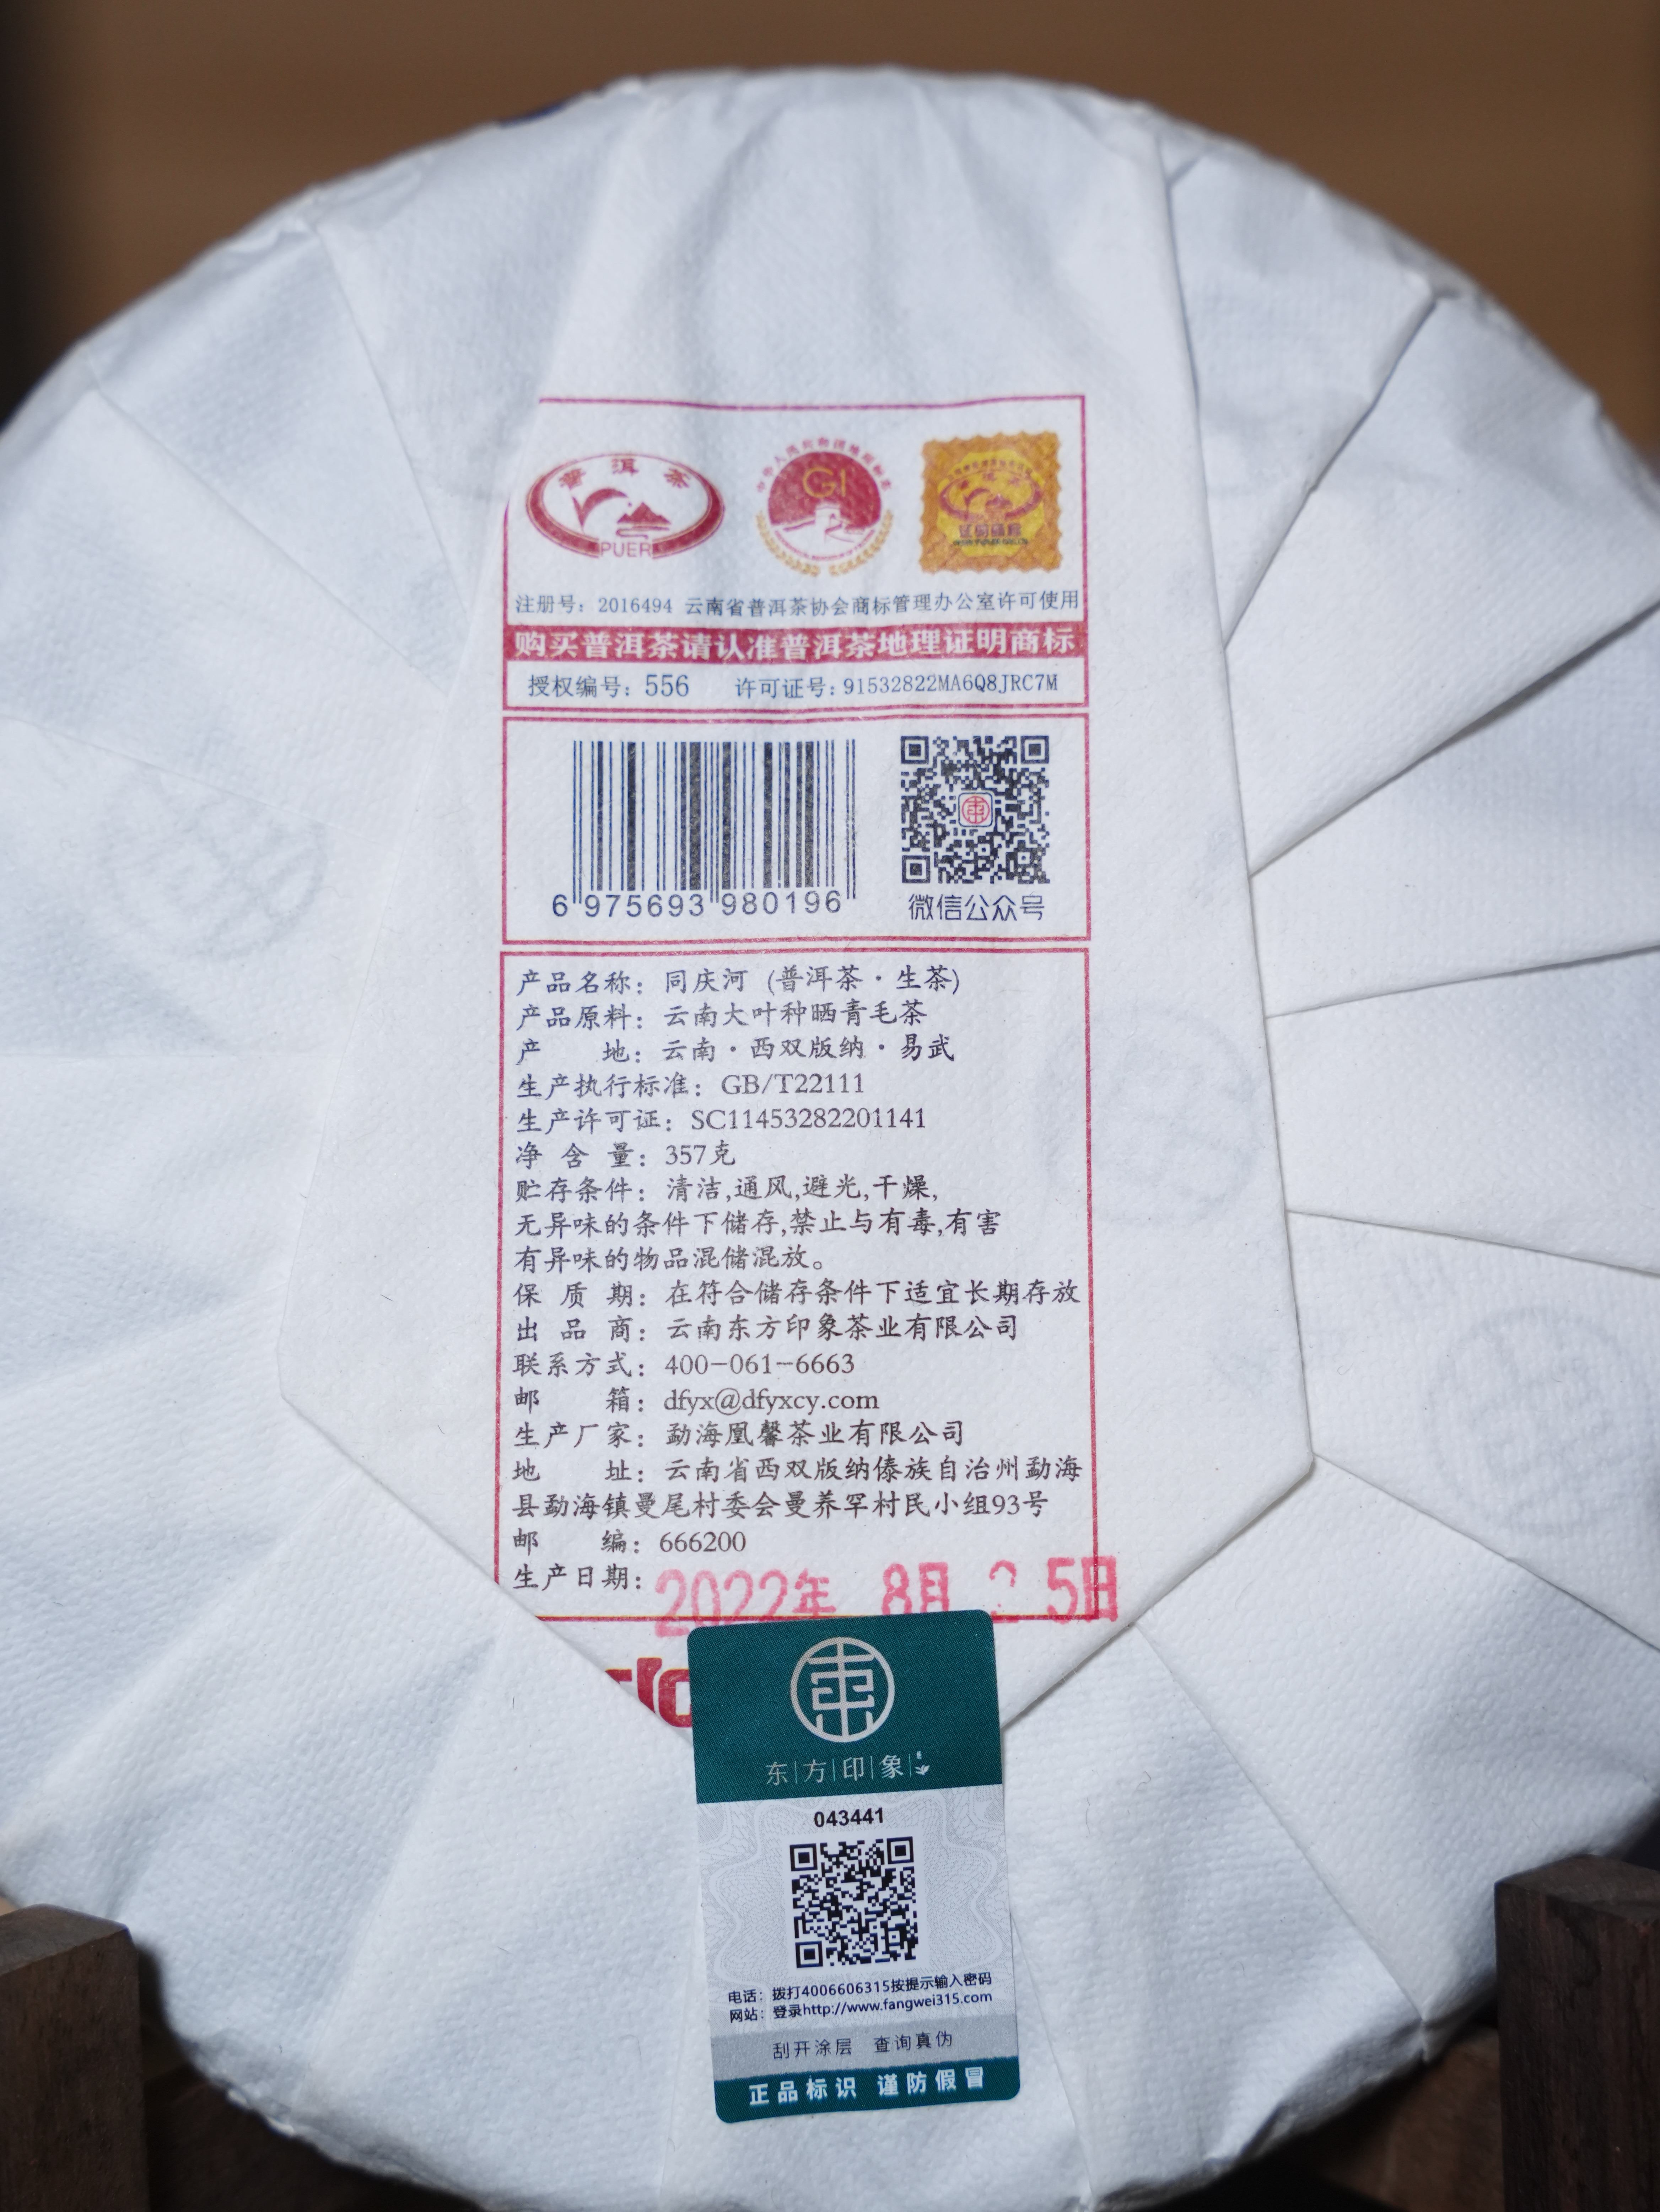 普洱茶
PUER
GI
注册号：2016494 云南省普洱茶协会商标管理办公室许可使用
购买普洱茶请认准普洱茶地理证明商标
授权编号：556 许可证号：91532822MA6Q8JRC7M
6 975693 980196
微信公众号
产品名称：同庆河（普洱茶·生茶）
产品原料：云南大叶种晒青毛茶
产 地：云南·西双版纳·易武
生产执行标准：GB/T22111
生产许可证：SC11453282201141
净 含 量：357克
贮存条件：清洁,通风,避光,干燥,
无异味的条件下储存,禁止与有毒,有害
有异味的物品混储混放。
保 质 期：在符合储存条件下适宜长期存放
出 品 商：云南东方印象茶业有限公司
联系方式：400-061-6663
邮 箱：dfyx@dfyxcy.com
生产厂家：勐海凰馨茶业有限公司
地 址：云南省西双版纳傣族自治州勐海
县勐海镇曼尾村委会曼养罕村民小组93号
邮 编：666200
生产日期：2022年 8月 25日
东方印象
043441
电话：拨打4006606315按提示输入密码
网站：登录http://www.fangwei315.com
刮开涂层 查询真伪
正品标识 谨防假冒